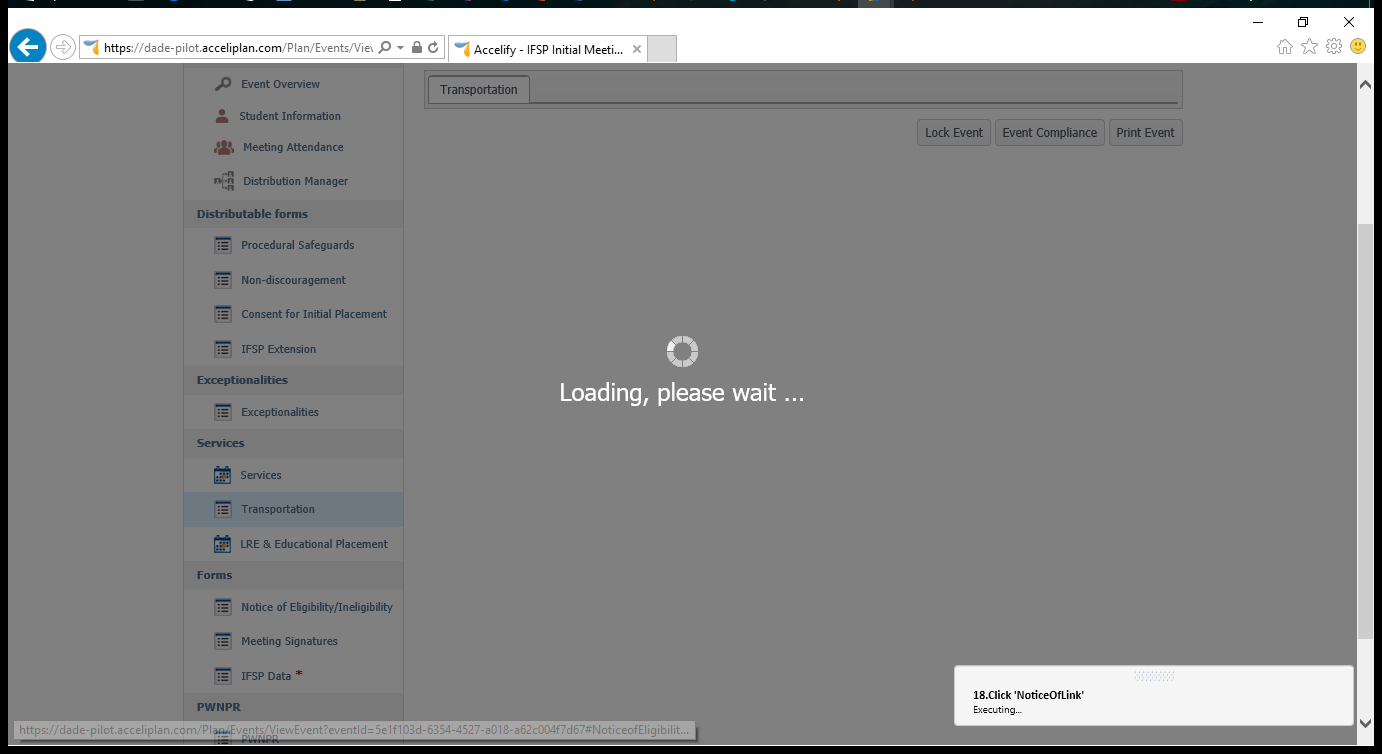 https://dade-pilot.acceliplan.com/Plan/Events/Viev
Accelify - IFSP Initial Meeti...
Event Overview
Student Information
Meeting Attendance
Distribution Manager
Distributable forms
Procedural Safeguards
Non-discouragement
Consent for Initial Placement
IFSP Extension
Exceptionalities
Exceptionalities
Services
Services
Transportation
LRE & Educational Placement
Forms
Notice of Eligibility/Ineligibility
Meeting Signatures
IFSP Data *
PWNPR
PWNPR
Transportation
Lock Event
Event Compliance
Print Event
Loading, please wait ...
18.Click 'NoticeOfLink'
Executing...
https://dade-pilot.acceliplan.com/Plan/Events/ViewEvent?eventId=5e1f103d-6354-4527-a018-a62c004f7d67#NoticeofEligibilit...